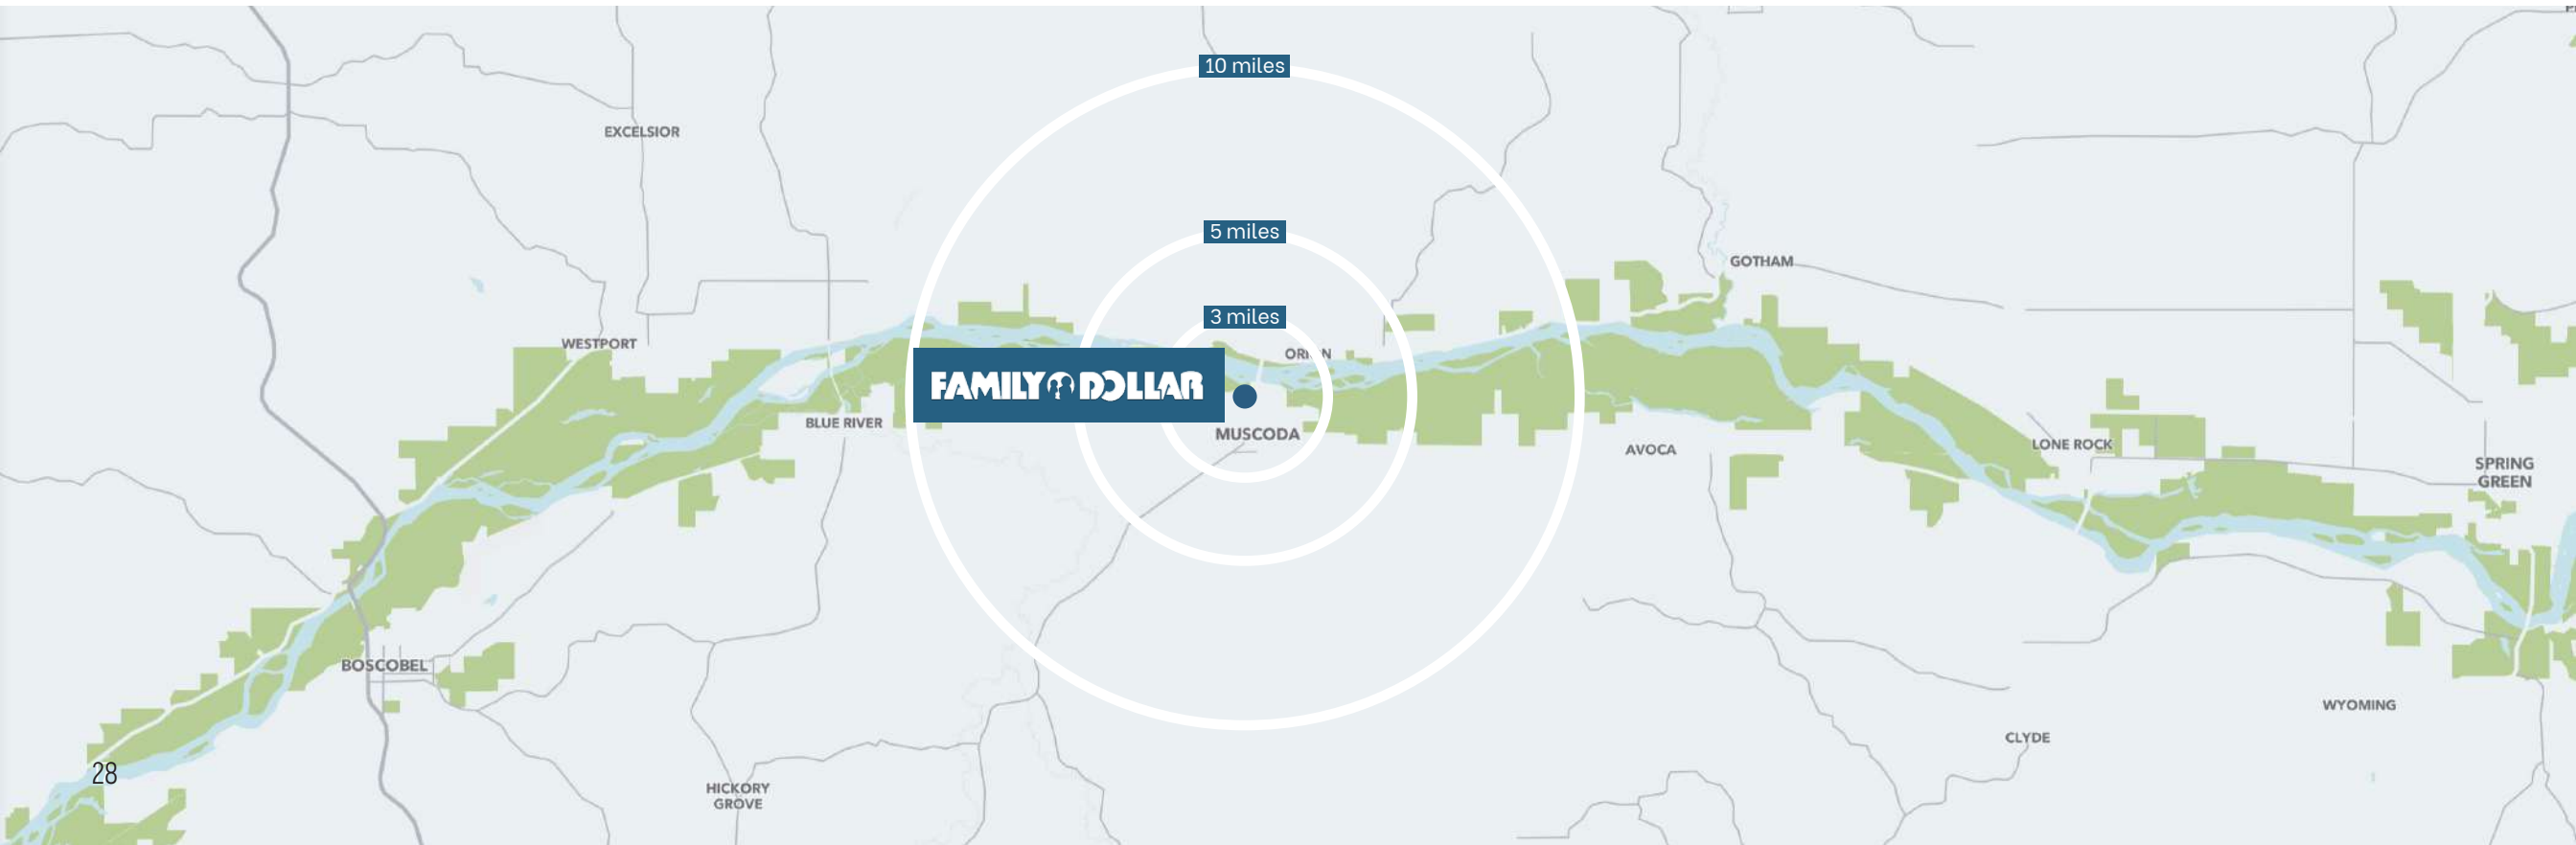 10 miles
EXCELSIOR
5 miles
GOTHAM
3 miles
WESTPORT
ORION
FAMILY DOLLAR
BLUE RIVER
MUSCODA
AVOCA
LONE ROCK
SPRING
GREEN
BOSCOBEL
WYOMING
CLYDE
28
HICKORY
GROVE